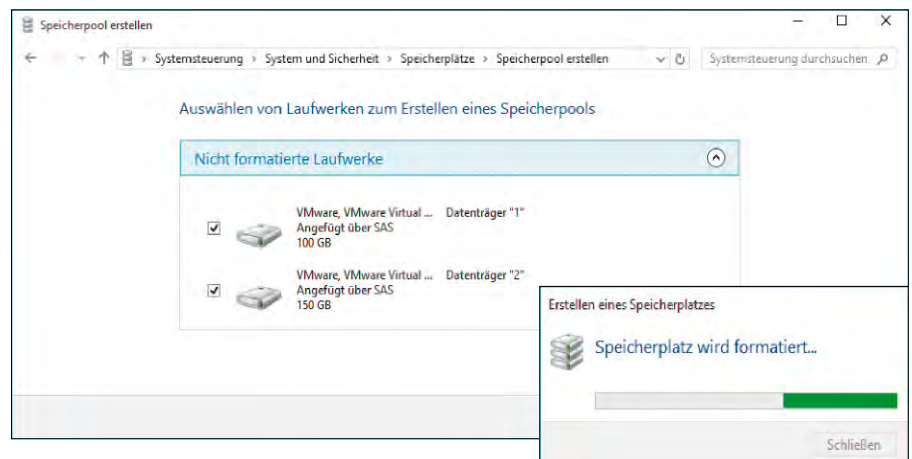 Speicherpool erstellen
Systemsteuerung > System und Sicherheit > Speicherplätze > Speicherpool erstellen
Systemsteuerung durchsuchen
Auswählen von Laufwerken zum Erstellen eines Speicherpools
Nicht formatierte Laufwerke
VMware, VMware Virtual ... Datenträger "1"
Angefügt über SAS
100 GB
VMware, VMware Virtual ... Datenträger "2"
Angefügt über SAS
150 GB
Erstellen eines Speicherplatzes
Speicherplatz wird formatiert...
Schließen